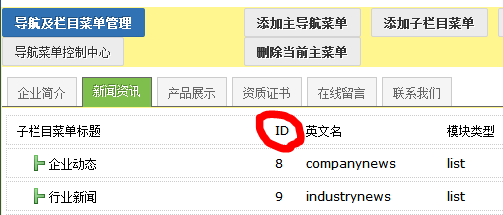 导航及栏目菜单管理 添加主导航菜单 添加子栏目菜单
导航菜单控制中心 删除当前主菜单
企业简介 新闻资讯 产品展示 资质证书 在线留言 联系我们
子栏目菜单标题 ID 英文名 模块类型
企业动态 8 companynews list
行业新闻 9 industrynews list